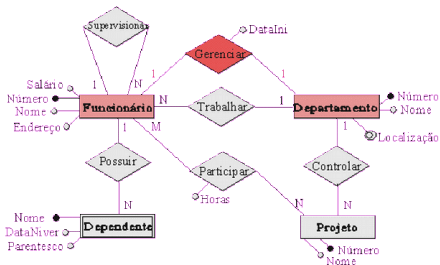 Supervisionar
DataIni
Gerenciar
Salário
1
N
1
1
Número
Nome
Endereço
Funcionário
N
Trabalhar
1
Departamento
Número
Nome
Localização
1
M
1
Possuir
Participar
Controlar
Horas
N
N
N
Nome
DataNiver
Parentesco
Dependente
Projeto
Número
Nome